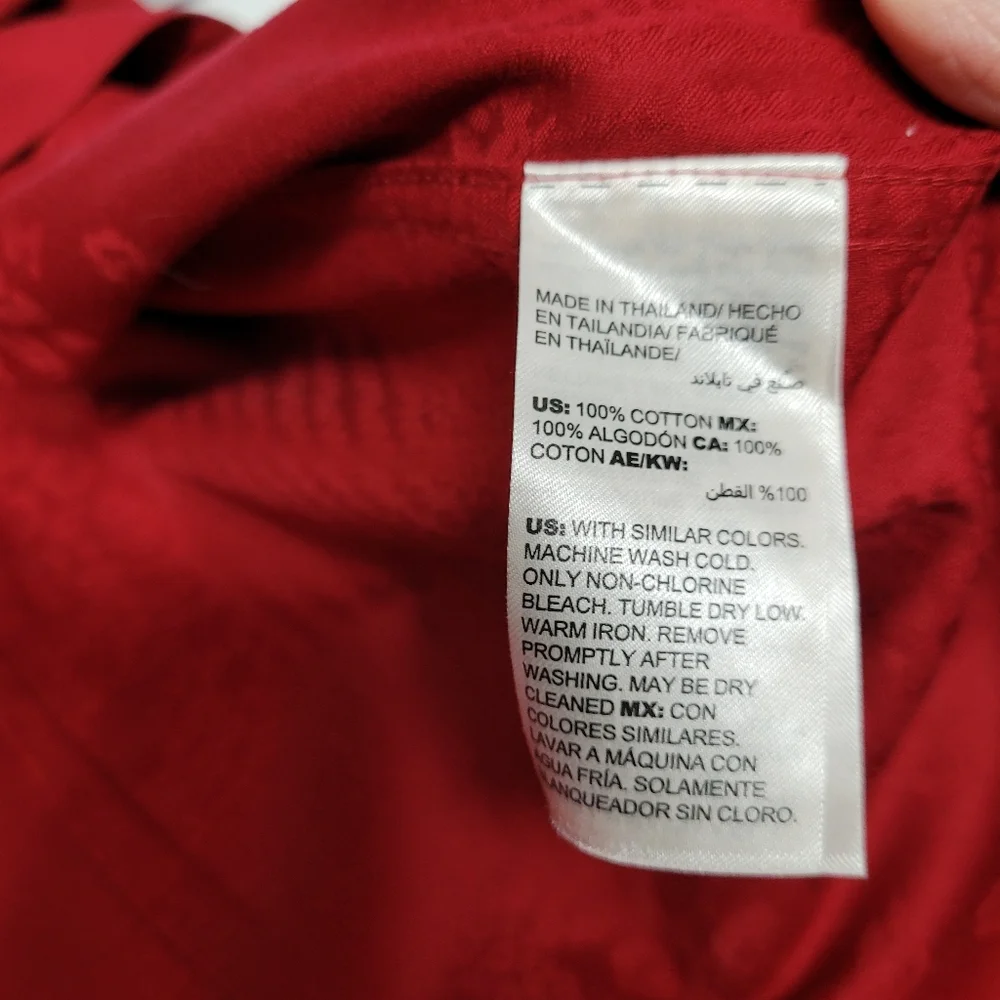 MADE IN THAILAND/ HECHO
EN TAILANDIA/ FABRIQUÉ
EN THAÏLANDE/
صنع في تايلاند
US: 100% COTTON MX:
100% ALGODÓN CA: 100%
COTON AE/KW:
100% القطن
US: WITH SIMILAR COLORS.
MACHINE WASH COLD.
ONLY NON-CHLORINE
BLEACH. TUMBLE DRY LOW.
WARM IRON. REMOVE
PROMPTLY AFTER
WASHING. MAY BE DRY
CLEANED MX: CON
COLORES SIMILARES.
LAVAR A MÁQUINA CON
AGUA FRÍA. SOLAMENTE
BLANQUEADOR SIN CLORO.